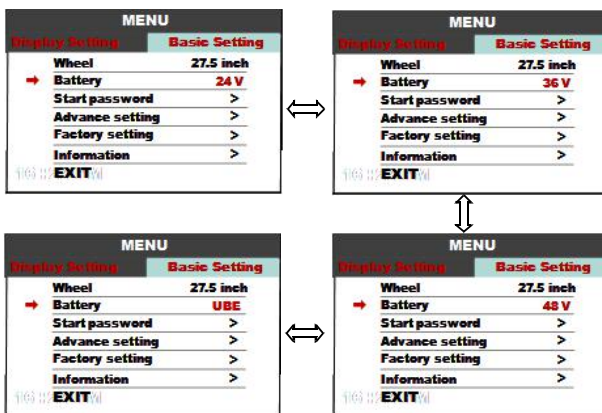 MENU
Display Setting Basic Setting
Wheel 27.5 inch
Battery 24 V
Start password >
Advance setting >
Factory setting >
Information >
EXIT
MENU
Display Setting Basic Setting
Wheel 27.5 inch
Battery 36 V
Start password >
Advance setting >
Factory setting >
Information >
EXIT
MENU
Display Setting Basic Setting
Wheel 27.5 inch
Battery UBE
Start password >
Advance setting >
Factory setting >
Information >
EXIT
MENU
Display Setting Basic Setting
Wheel 27.5 inch
Battery 48 V
Start password >
Advance setting >
Factory setting >
Information >
EXIT